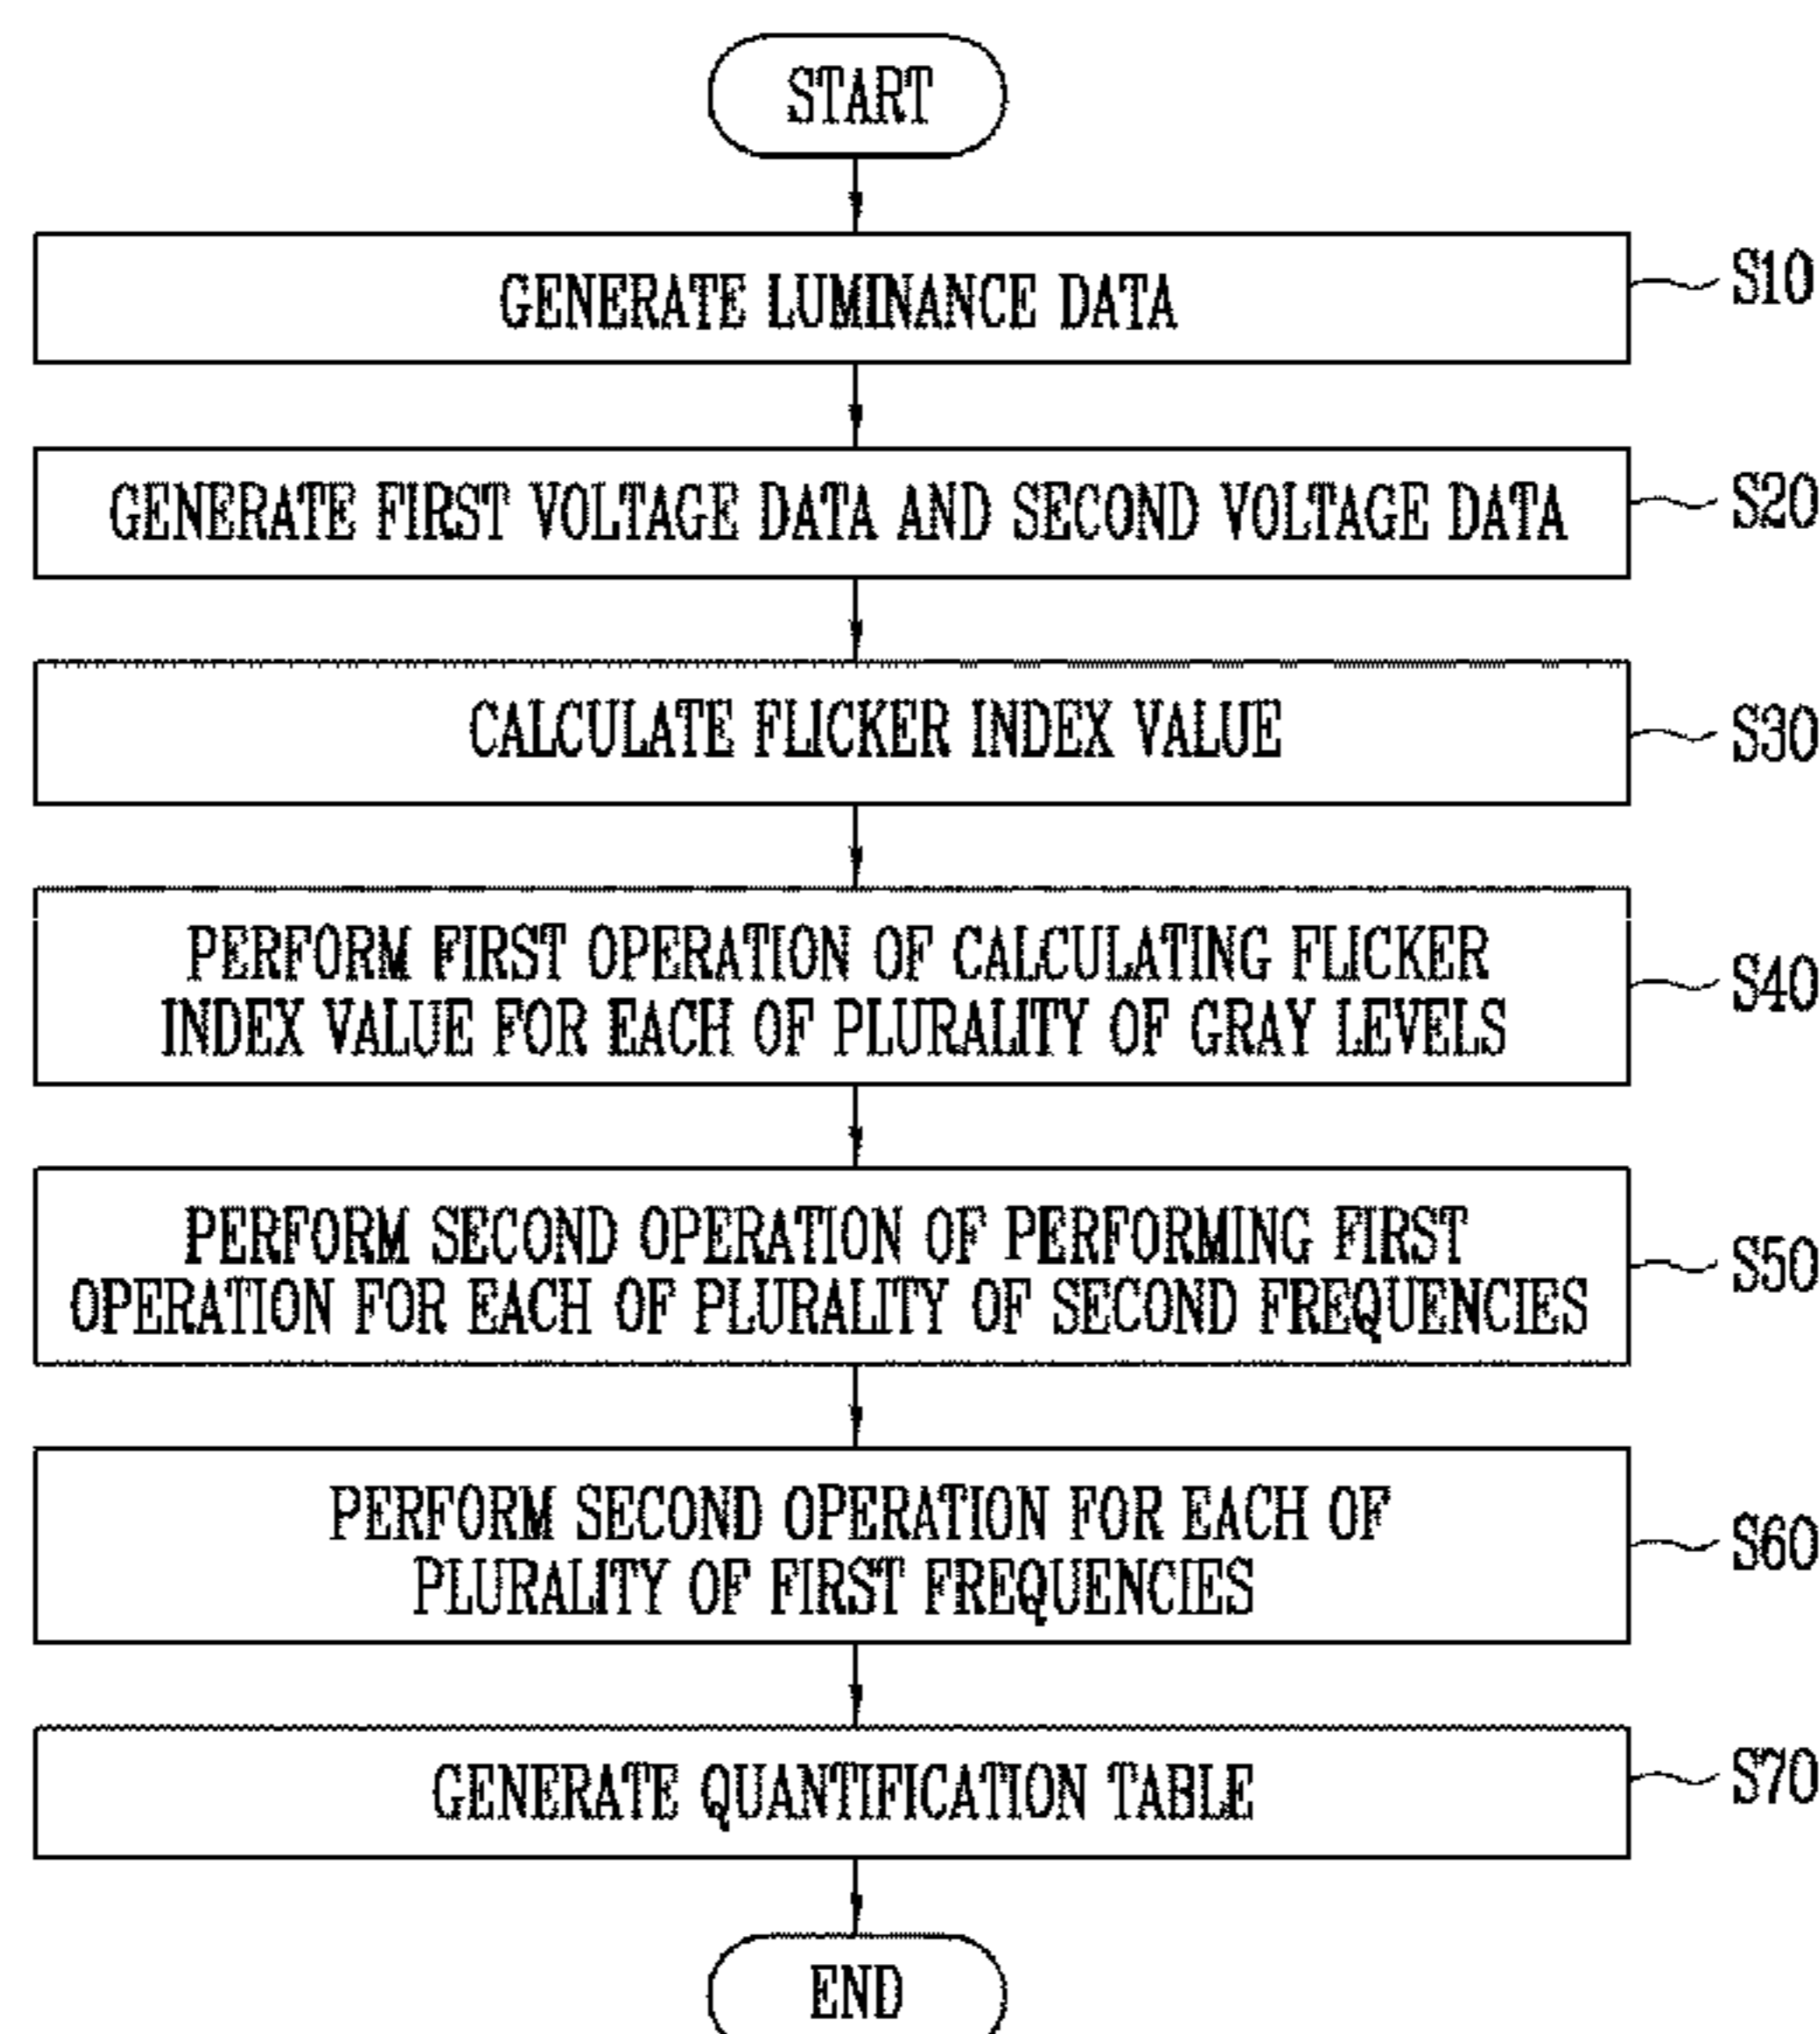 START
GENERATE LUMINANCE DATA
S10
GENERATE FIRST VOLTAGE DATA AND SECOND VOLTAGE DATA
S20
CALCULATE FLICKER INDEX VALUE
S30
PERFORM FIRST OPERATION OF CALCULATING FLICKER
INDEX VALUE FOR EACH OF PLURALITY OF GRAY LEVELS
S40
PERFORM SECOND OPERATION OF PERFORMING FIRST
OPERATION FOR EACH OF PLURALITY OF SECOND FREQUENCIES
S50
PERFORM SECOND OPERATION FOR EACH OF
PLURALITY OF FIRST FREQUENCIES
S60
GENERATE QUANTIFICATION TABLE
S70
END